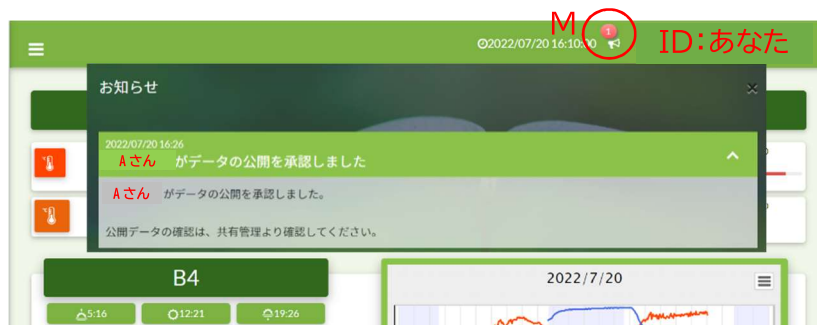 M
2022/07/20 16:10:00
1
ID:あなた
お知らせ
2022/07/20 16:26
Aさん がデータの公開を承認しました
Aさん がデータの公開を承認しました。
公開データの確認は、共有管理より確認してください。
B4
2022/7/20
5:16 12:21 19:26